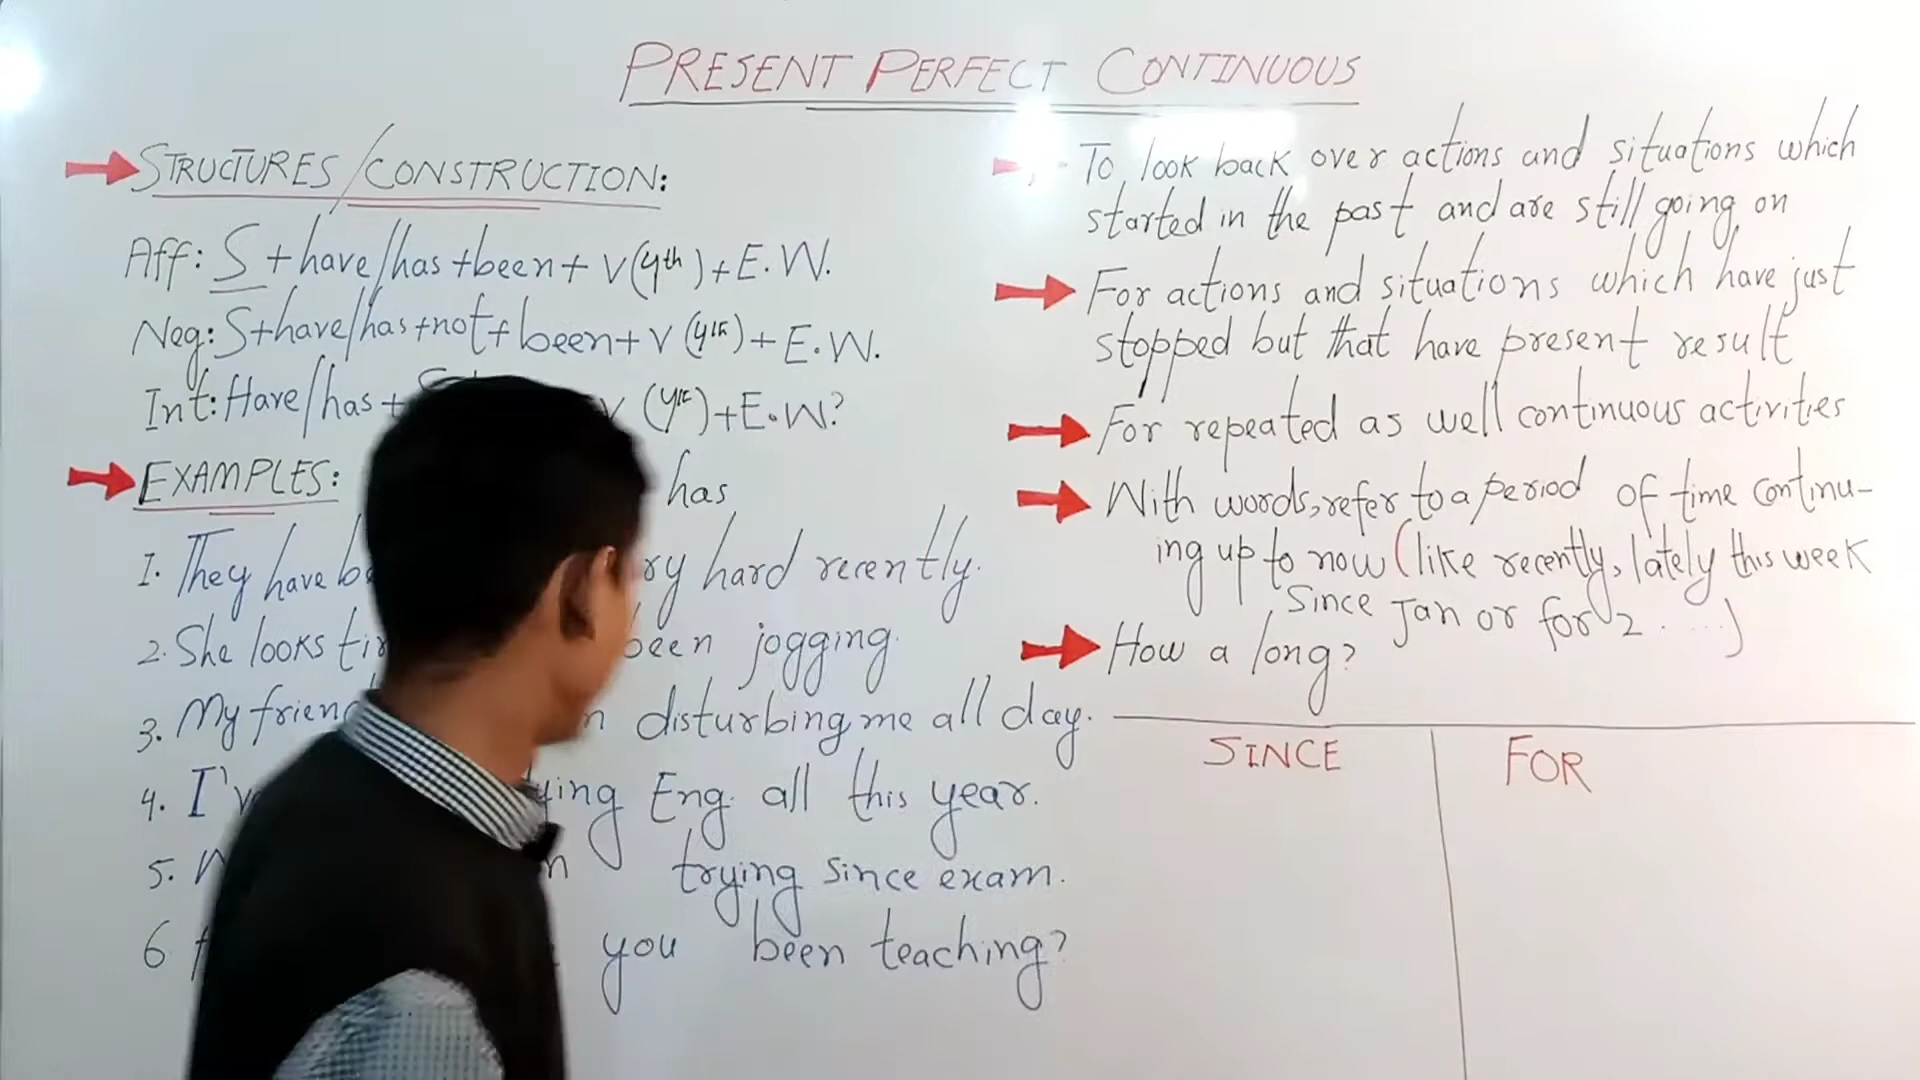 PRESENT PERFECT CONTINUOUS
STRUCTURES/CONSTRUCTION:
Aff: S+have/has+been+V(4th)+E.W.
Neg: S+have/has+not+been+V(4th)+E.W.
Int: Have/has+ V(4th)+E.W?
EXAMPLES: has
1. They have hard recently.
2. She looks been jogging.
3. My disturbing me all day.
4. Eng. all this year.
5. trying since exam.
6 you been teaching?
- To look back over actions and situations which
started in the past and are still going on
For actions and situations which have just
stopped but that have present result
For repeated as well continuous activities
With words, refer to a period of time continu-
ing up to now (like recently, lately this week
Since Jan or for 2....)
How a long?
SINCE
FOR